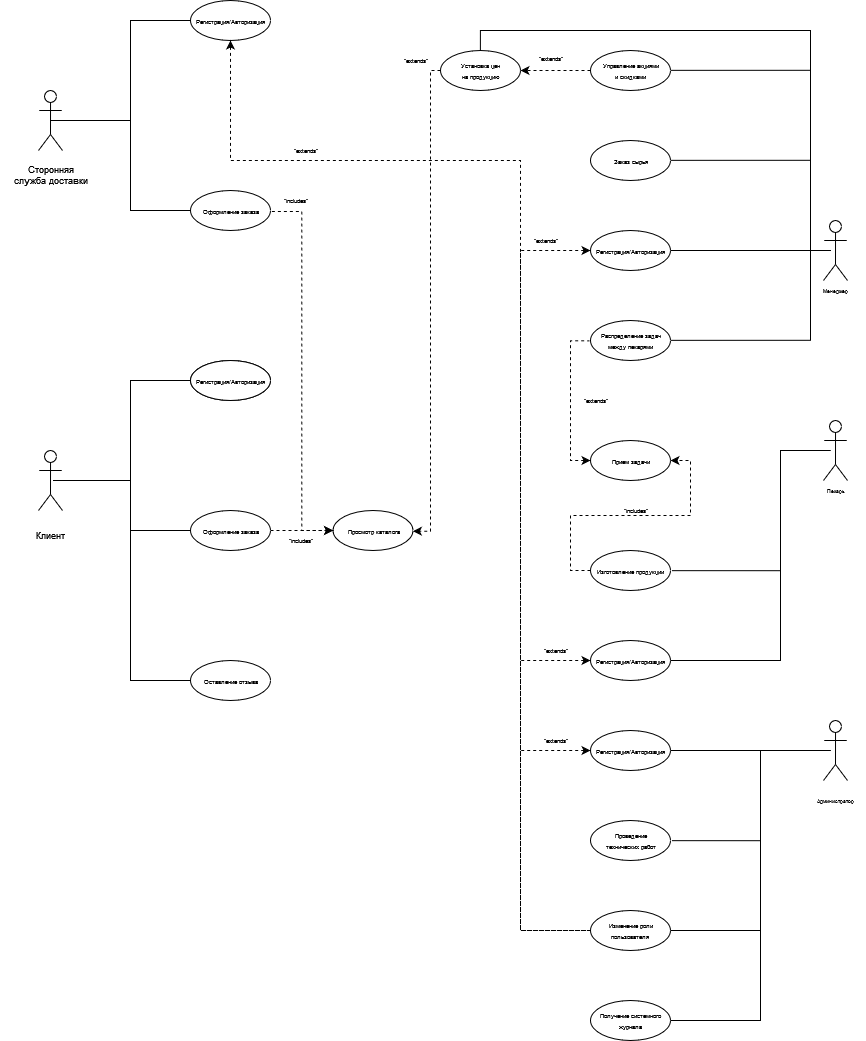 Регистрация/Авторизация
"extends"
Установка цен
на продукцию
"extends"
Управление акциями
и скидками
Сторонняя
служба доставки
"extends"
Заказ сырья
Оформление заказа
"includes"
"extends"
Регистрация/Авторизация
Менеджер
Распределение задач
между пекарями
Регистрация/Авторизация
"extends"
Клиент
Прием задачи
Пекарь
Оформление заказа
"includes"
Просмотр каталога
"includes"
Изготовление продукции
"extends"
Регистрация/Авторизация
Оставление отзыва
"extends"
Регистрация/Авторизация
Администратор
Проведение
технических работ
Изменение роли
пользователя
Получение системного
журнала